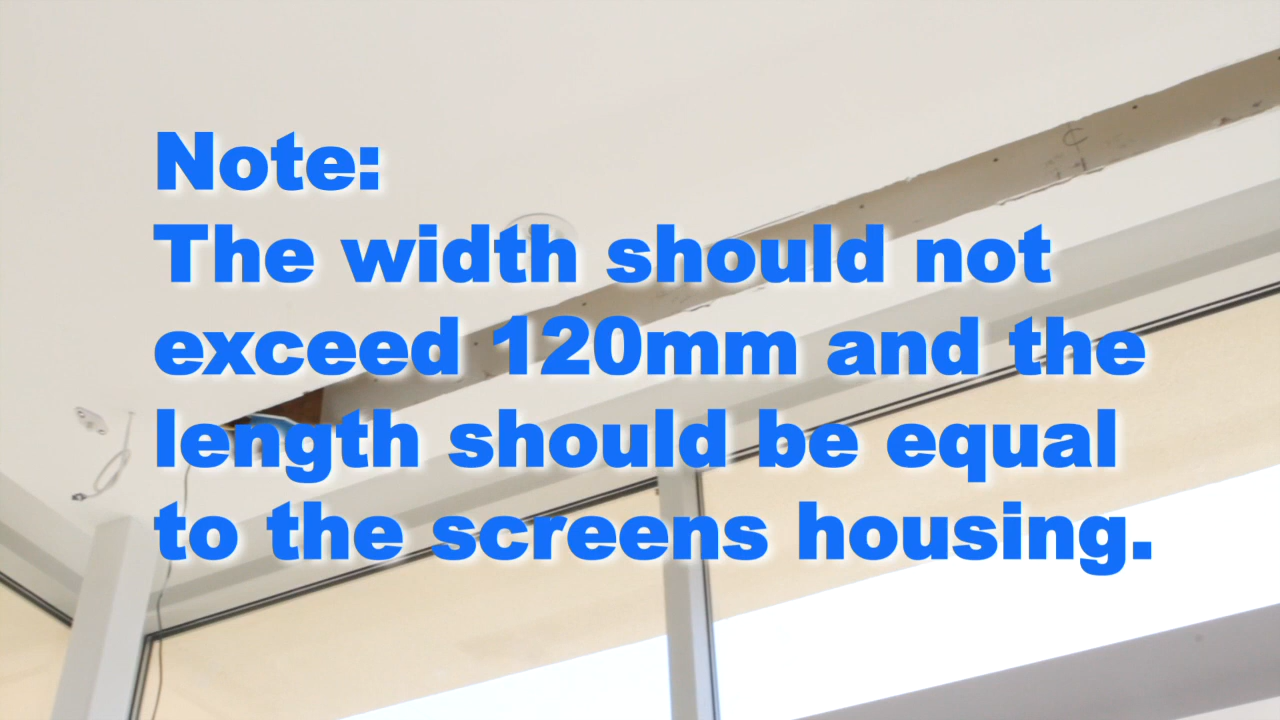 Note:
The width should not
exceed 120mm and the
length should be equal
to the screens housing.